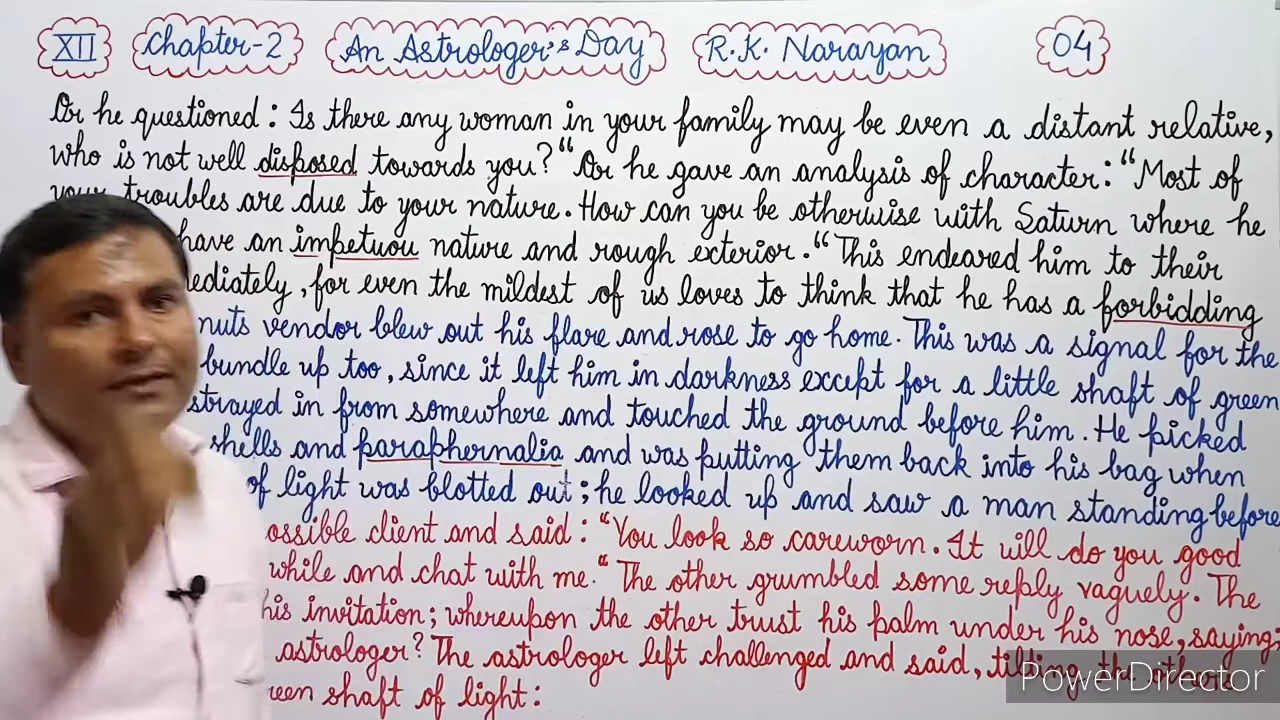 XII Chapter-2 An Astrologer's Day R.K. Narayan 04
Or he questioned: Is there any woman in your family may be even a distant relative,
who is not well disposed towards you?" Or he gave an analysis of character: "Most of
your troubles are due to your nature. How can you be otherwise with Saturn where he
have an impetuou nature and rough exterior." This endeared him to their
mediately, for even the mildest of us loves to think that he has a forbidding
nuts vendor blew out his flare and rose to go home. This was a signal for the
bundle up too, since it left him in darkness except for a little shaft of green
strayed in from somewhere and touched the ground before him. He picked
shells and paraphernalia and was putting them back into his bag when
of light was blotted out; he looked up and saw a man standing before
ossible client and said: "You look so careworn. It will do you good
while and chat with me." The other grumbled some reply vaguely. The
his invitation; whereupon the other trust his palm under his nose, saying,
astrologer? The astrologer left challenged and said, tilting the others
een shaft of light:
PowerDirector